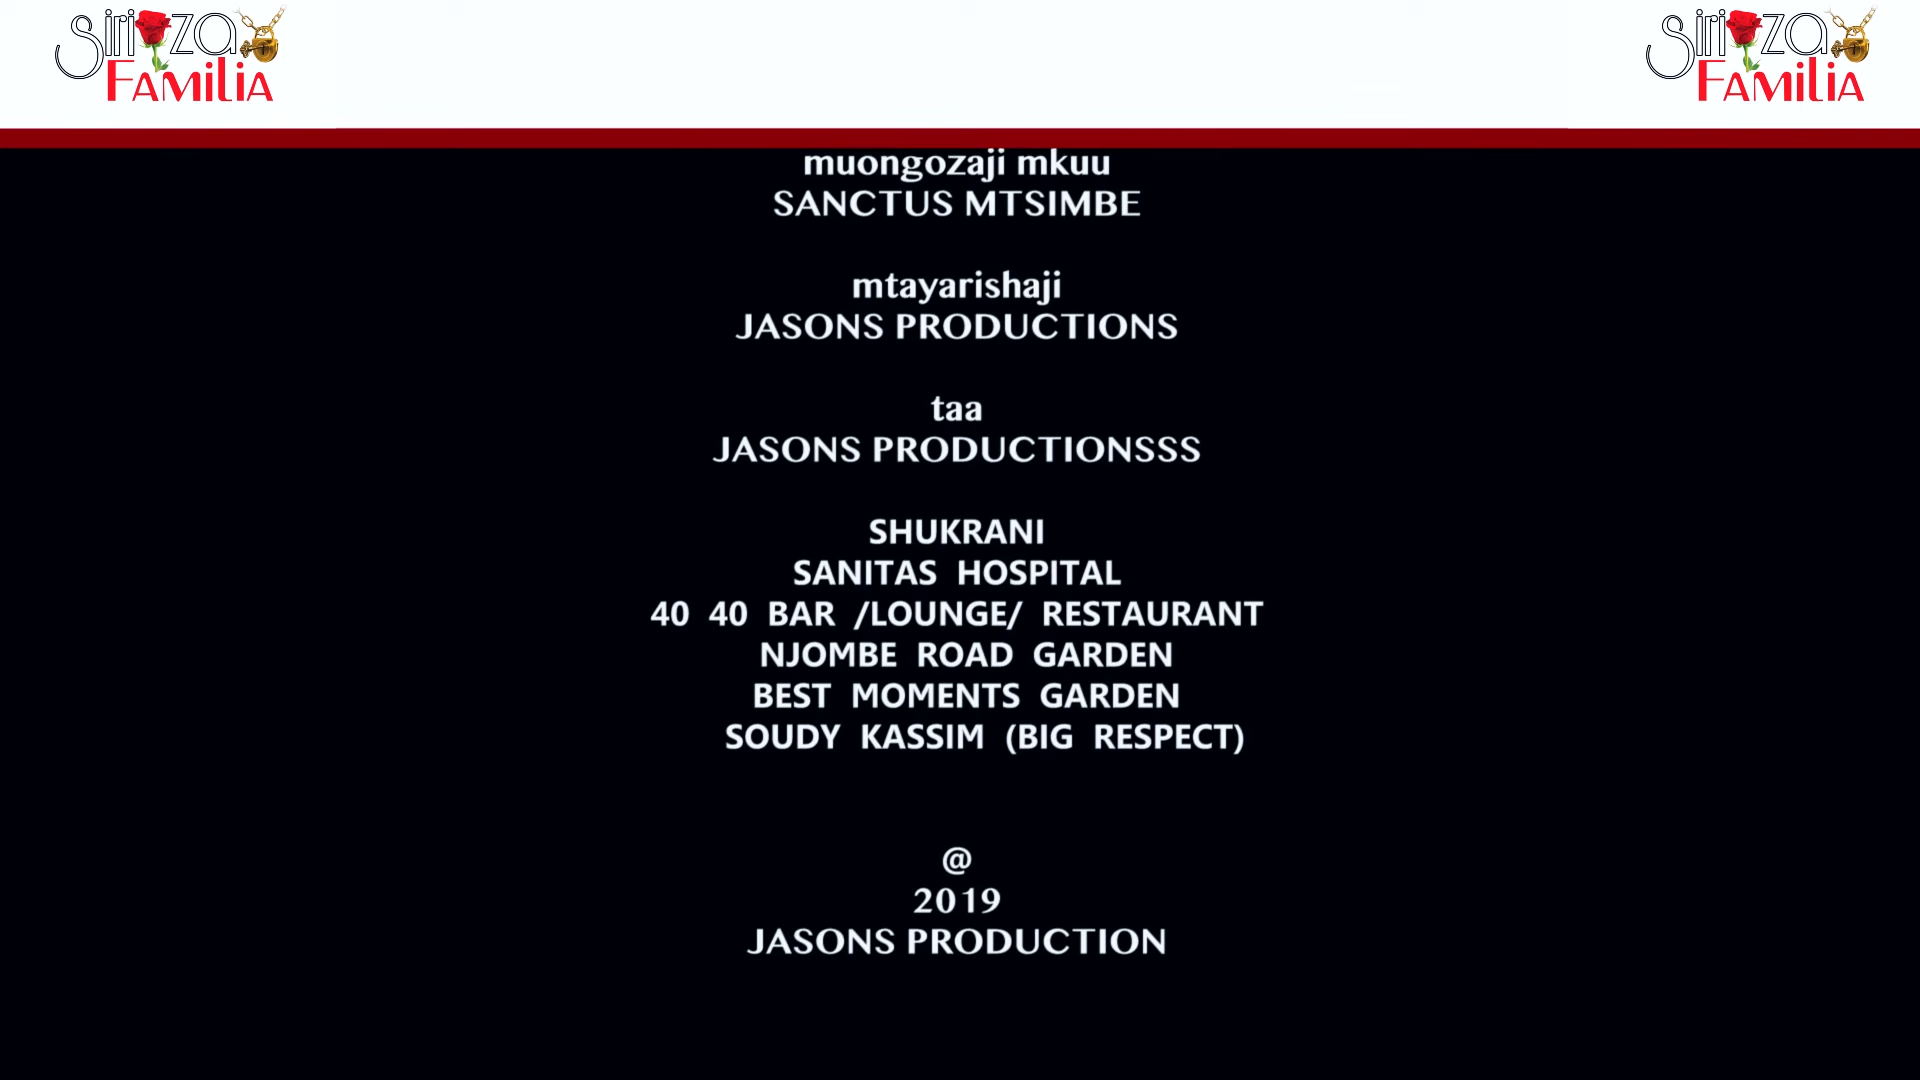 Siri za
Familia
Siri za
Familia
muongozaji mkuu
SANCTUS MTSIMBE
mtayarishaji
JASONS PRODUCTIONS
taa
JASONS PRODUCTIONSSS
SHUKRANI
SANITAS HOSPITAL
40 40 BAR /LOUNGE/ RESTAURANT
NJOMBE ROAD GARDEN
BEST MOMENTS GARDEN
SOUDY KASSIM (BIG RESPECT)
@
2019
JASONS PRODUCTION